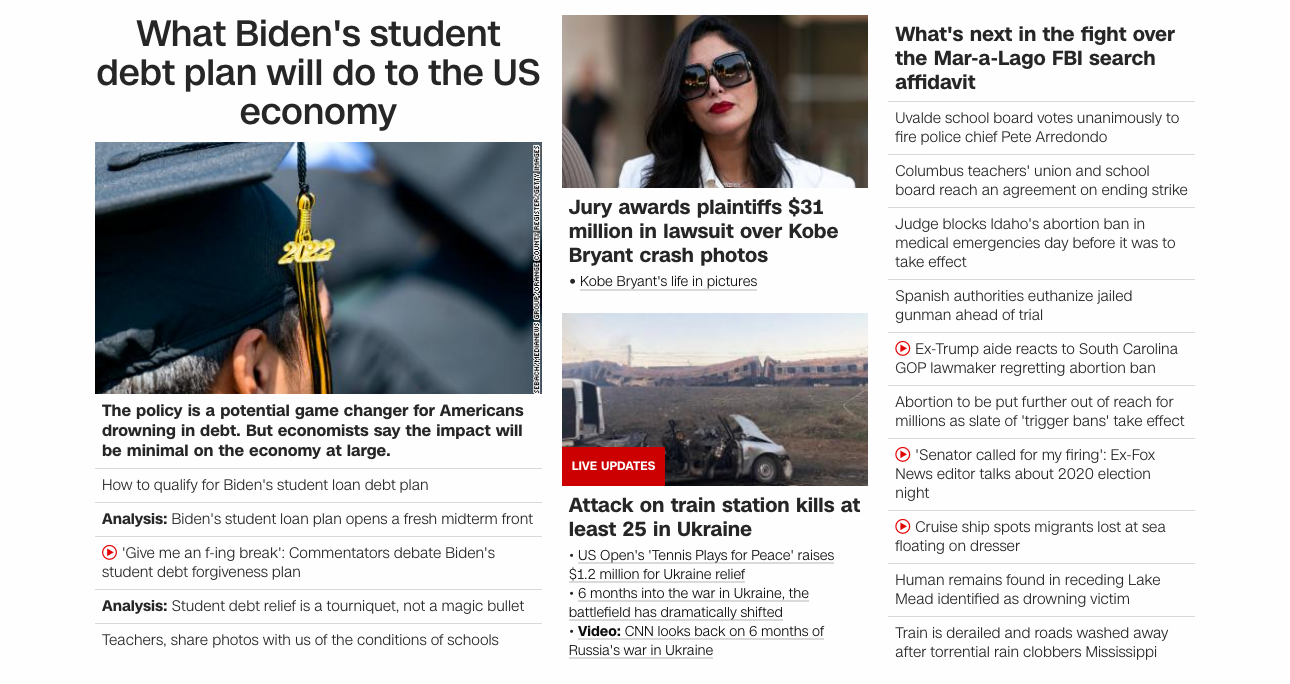 What Biden's student
debt plan will do to the US
economy
2022
SEBACH/MEDIANEWS GROUP/ORANGE COUNTY REGISTER/GETTY IMAGES
The policy is a potential game changer for Americans
drowning in debt. But economists say the impact will
be minimal on the economy at large.
How to qualify for Biden's student loan debt plan
Analysis: Biden's student loan plan opens a fresh midterm front
'Give me an f-ing break': Commentators debate Biden's
student debt forgiveness plan
Analysis: Student debt relief is a tourniquet, not a magic bullet
Teachers, share photos with us of the conditions of schools
Jury awards plaintiffs $31
million in lawsuit over Kobe
Bryant crash photos
• Kobe Bryant's life in pictures
LIVE UPDATES
Attack on train station kills at
least 25 in Ukraine
• US Open's 'Tennis Plays for Peace' raises
$1.2 million for Ukraine relief
• 6 months into the war in Ukraine, the
battlefield has dramatically shifted
• Video: CNN looks back on 6 months of
Russia's war in Ukraine
What's next in the fight over
the Mar-a-Lago FBI search
affidavit
Uvalde school board votes unanimously to
fire police chief Pete Arredondo
Columbus teachers' union and school
board reach an agreement on ending strike
Judge blocks Idaho's abortion ban in
medical emergencies day before it was to
take effect
Spanish authorities euthanize jailed
gunman ahead of trial
Ex-Trump aide reacts to South Carolina
GOP lawmaker regretting abortion ban
Abortion to be put further out of reach for
millions as slate of 'trigger bans' take effect
'Senator called for my firing': Ex-Fox
News editor talks about 2020 election
night
Cruise ship spots migrants lost at sea
floating on dresser
Human remains found in receding Lake
Mead identified as drowning victim
Train is derailed and roads washed away
after torrential rain clobbers Mississippi